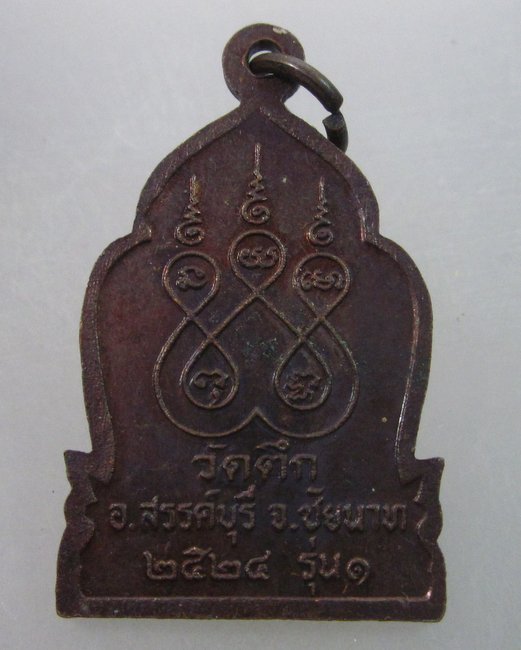 วัดตึก
อ.สรรค์บุรี จ.ชัยนาท
๒๕๒๔ รุ่น๑